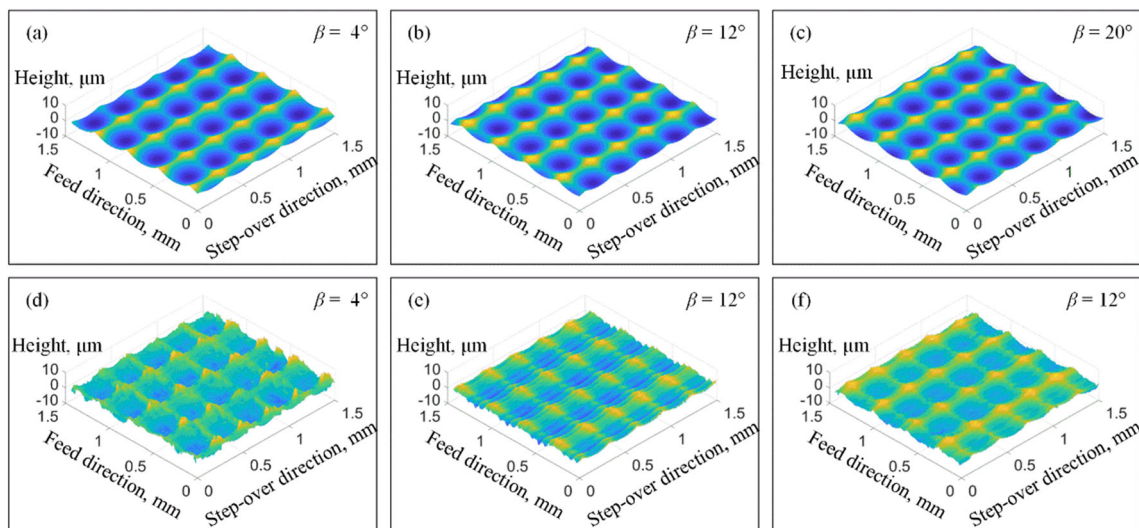 (a) β = 4°
Height, μm
10
0
-10
1.5
1
0.5
0
Feed direction, mm
0
0.5
1
1.5
Step-over direction, mm
(b) β = 12°
Height, μm
10
0
-10
1.5
1
0.5
0
Feed direction, mm
0
0.5
1
1.5
Step-over direction, mm
(c) β = 20°
Height, μm
10
0
-10
1.5
1
0.5
0
Feed direction, mm
0
0.5
1
1.5
Step-over direction, mm
(d) β = 4°
Height, μm
10
0
-10
1.5
1
0.5
0
Feed direction, mm
0
0.5
1
1.5
Step-over direction, mm
(e) β = 12°
Height, μm
10
0
-10
1.5
1
0.5
0
Feed direction, mm
0
0.5
1
1.5
Step-over direction, mm
(f) β = 12°
Height, μm
10
0
-10
1.5
1
0.5
0
Feed direction, mm
0
0.5
1
1.5
Step-over direction, mm